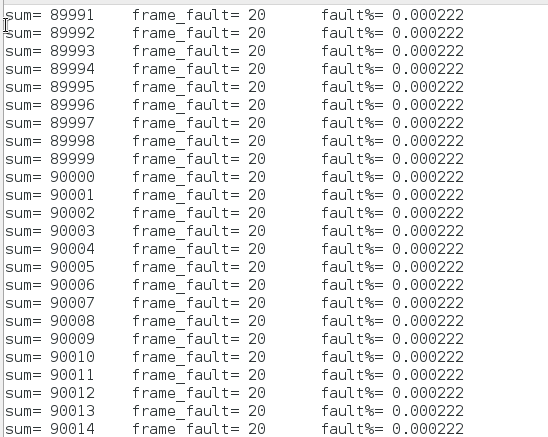 sum= 89991 frame_fault= 20 fault%= 0.000222
sum= 89992 frame_fault= 20 fault%= 0.000222
sum= 89993 frame_fault= 20 fault%= 0.000222
sum= 89994 frame_fault= 20 fault%= 0.000222
sum= 89995 frame_fault= 20 fault%= 0.000222
sum= 89996 frame_fault= 20 fault%= 0.000222
sum= 89997 frame_fault= 20 fault%= 0.000222
sum= 89998 frame_fault= 20 fault%= 0.000222
sum= 89999 frame_fault= 20 fault%= 0.000222
sum= 90000 frame_fault= 20 fault%= 0.000222
sum= 90001 frame_fault= 20 fault%= 0.000222
sum= 90002 frame_fault= 20 fault%= 0.000222
sum= 90003 frame_fault= 20 fault%= 0.000222
sum= 90004 frame_fault= 20 fault%= 0.000222
sum= 90005 frame_fault= 20 fault%= 0.000222
sum= 90006 frame_fault= 20 fault%= 0.000222
sum= 90007 frame_fault= 20 fault%= 0.000222
sum= 90008 frame_fault= 20 fault%= 0.000222
sum= 90009 frame_fault= 20 fault%= 0.000222
sum= 90010 frame_fault= 20 fault%= 0.000222
sum= 90011 frame_fault= 20 fault%= 0.000222
sum= 90012 frame_fault= 20 fault%= 0.000222
sum= 90013 frame_fault= 20 fault%= 0.000222
sum= 90014 frame_fault= 20 fault%= 0.000222